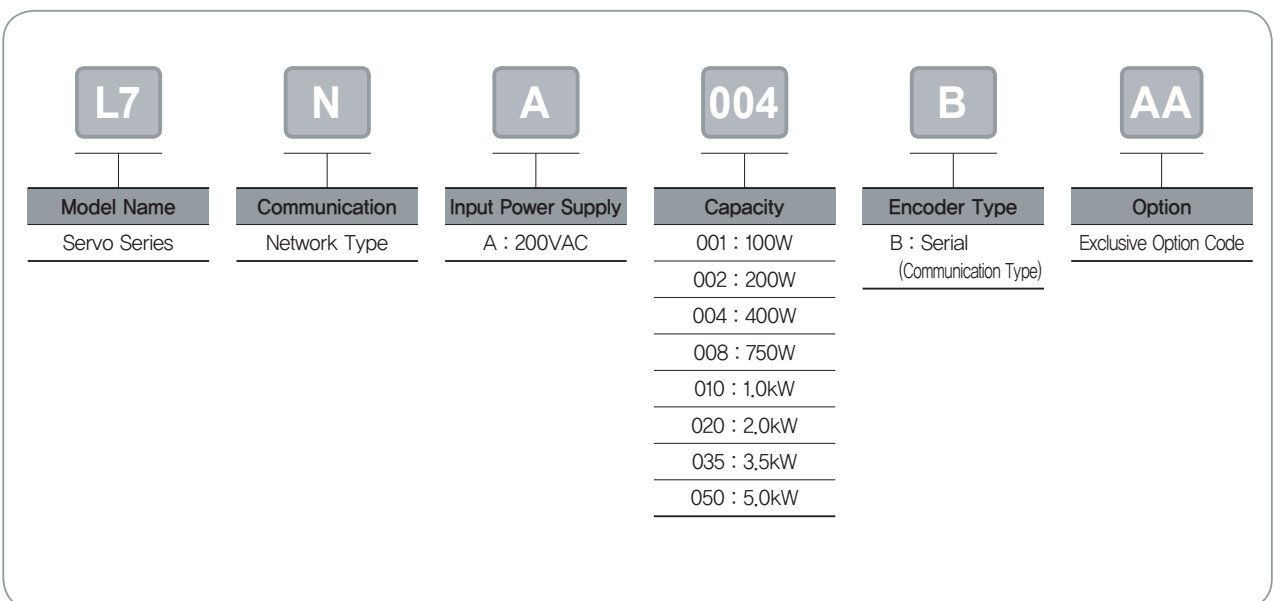 L7 N A 004 B AA
Model Name Communication Input Power Supply Capacity Encoder Type Option
Servo Series Network Type A : 200VAC 001 : 100W B : Serial Exclusive Option Code
(Communication Type)
002 : 200W
004 : 400W
008 : 750W
010 : 1.0kW
020 : 2.0kW
035 : 3.5kW
050 : 5.0kW